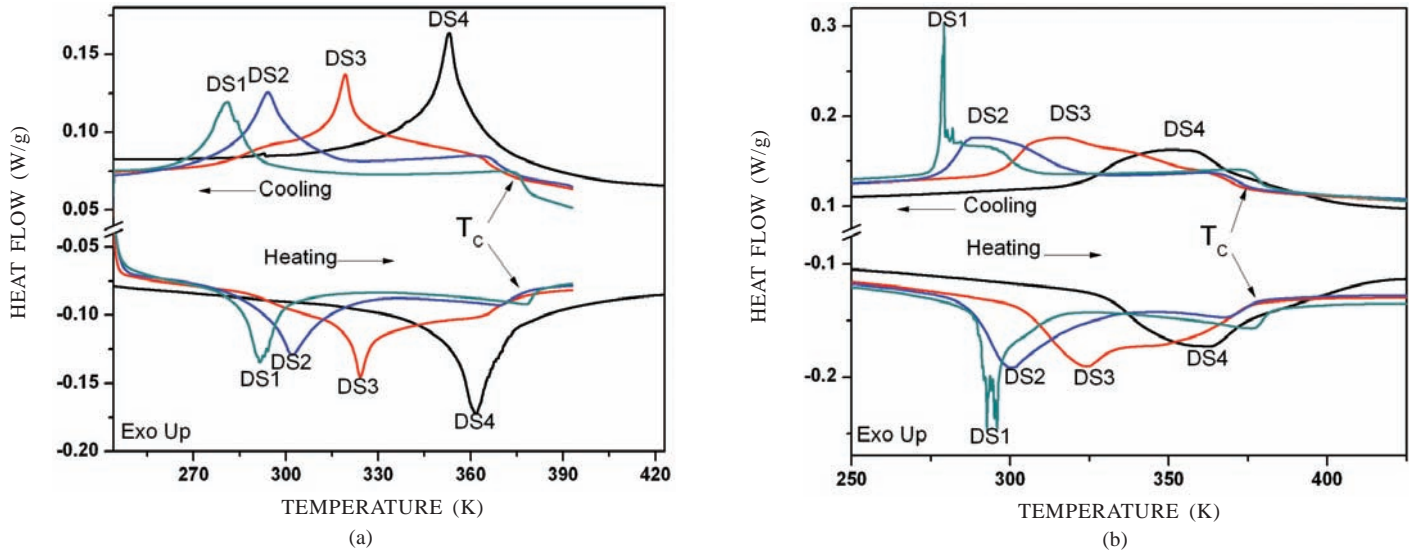 DS4
0.15
DS3
DS2
DS1
0.10
Cooling
0.05
T_C
-0.05
Heating
-0.10
DS1
DS2
DS3
-0.15
DS4
Exo Up
-0.20
270 300 330 360 390 420
HEAT FLOW (W/g)
TEMPERATURE (K)
(a)
0.3
DS1
0.2
DS2
DS3
DS4
0.1
Cooling
T_C
Heating
-0.1
-0.2
DS2
DS3
DS4
DS1
Exo Up
250 300 350 400
HEAT FLOW (W/g)
TEMPERATURE (K)
(b)